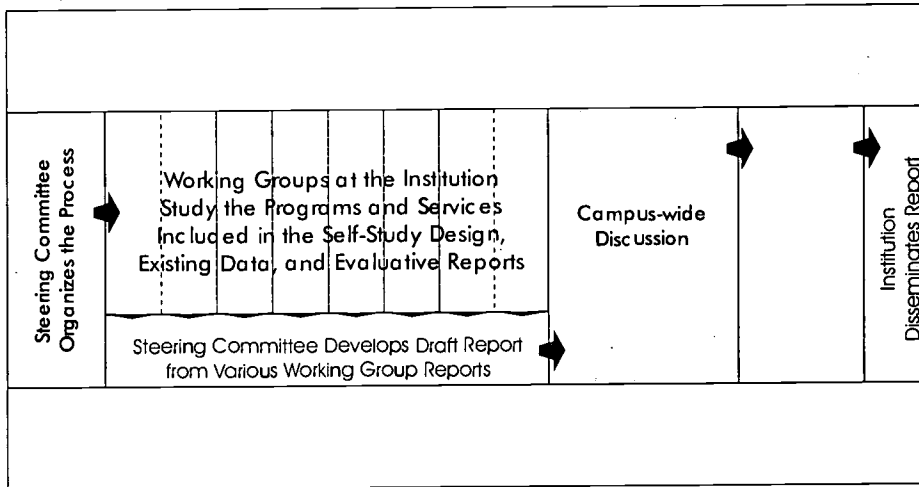 Steering Committee
Organizes the Process
Working Groups at the Institution
Study the Programs and Services
Included in the Self-Study Design,
Existing Data, and Evaluative Reports
Steering Committee Develops Draft Report
from Various Working Group Reports
Campus-wide
Discussion
Institution
Disseminates Report